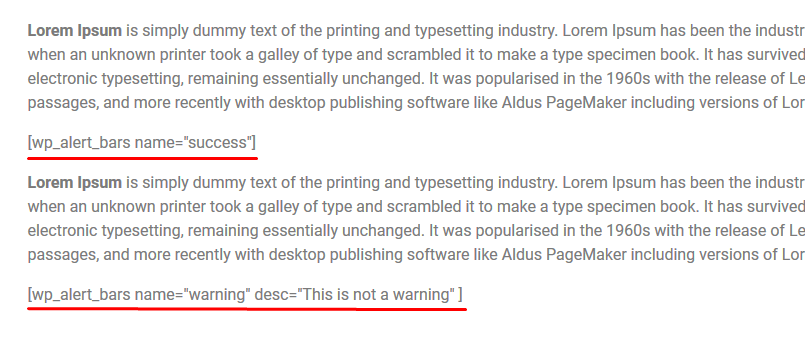 Lorem Ipsum is simply dummy text of the printing and typesetting industry. Lorem Ipsum has been the industr
when an unknown printer took a galley of type and scrambled it to make a type specimen book. It has survived
electronic typesetting, remaining essentially unchanged. It was popularised in the 1960s with the release of Le
passages, and more recently with desktop publishing software like Aldus PageMaker including versions of Lor
[wp_alert_bars name="success"]
Lorem Ipsum is simply dummy text of the printing and typesetting industry. Lorem Ipsum has been the industr
when an unknown printer took a galley of type and scrambled it to make a type specimen book. It has survived
electronic typesetting, remaining essentially unchanged. It was popularised in the 1960s with the release of Le
passages, and more recently with desktop publishing software like Aldus PageMaker including versions of Lor
[wp_alert_bars name="warning" desc="This is not a warning" ]